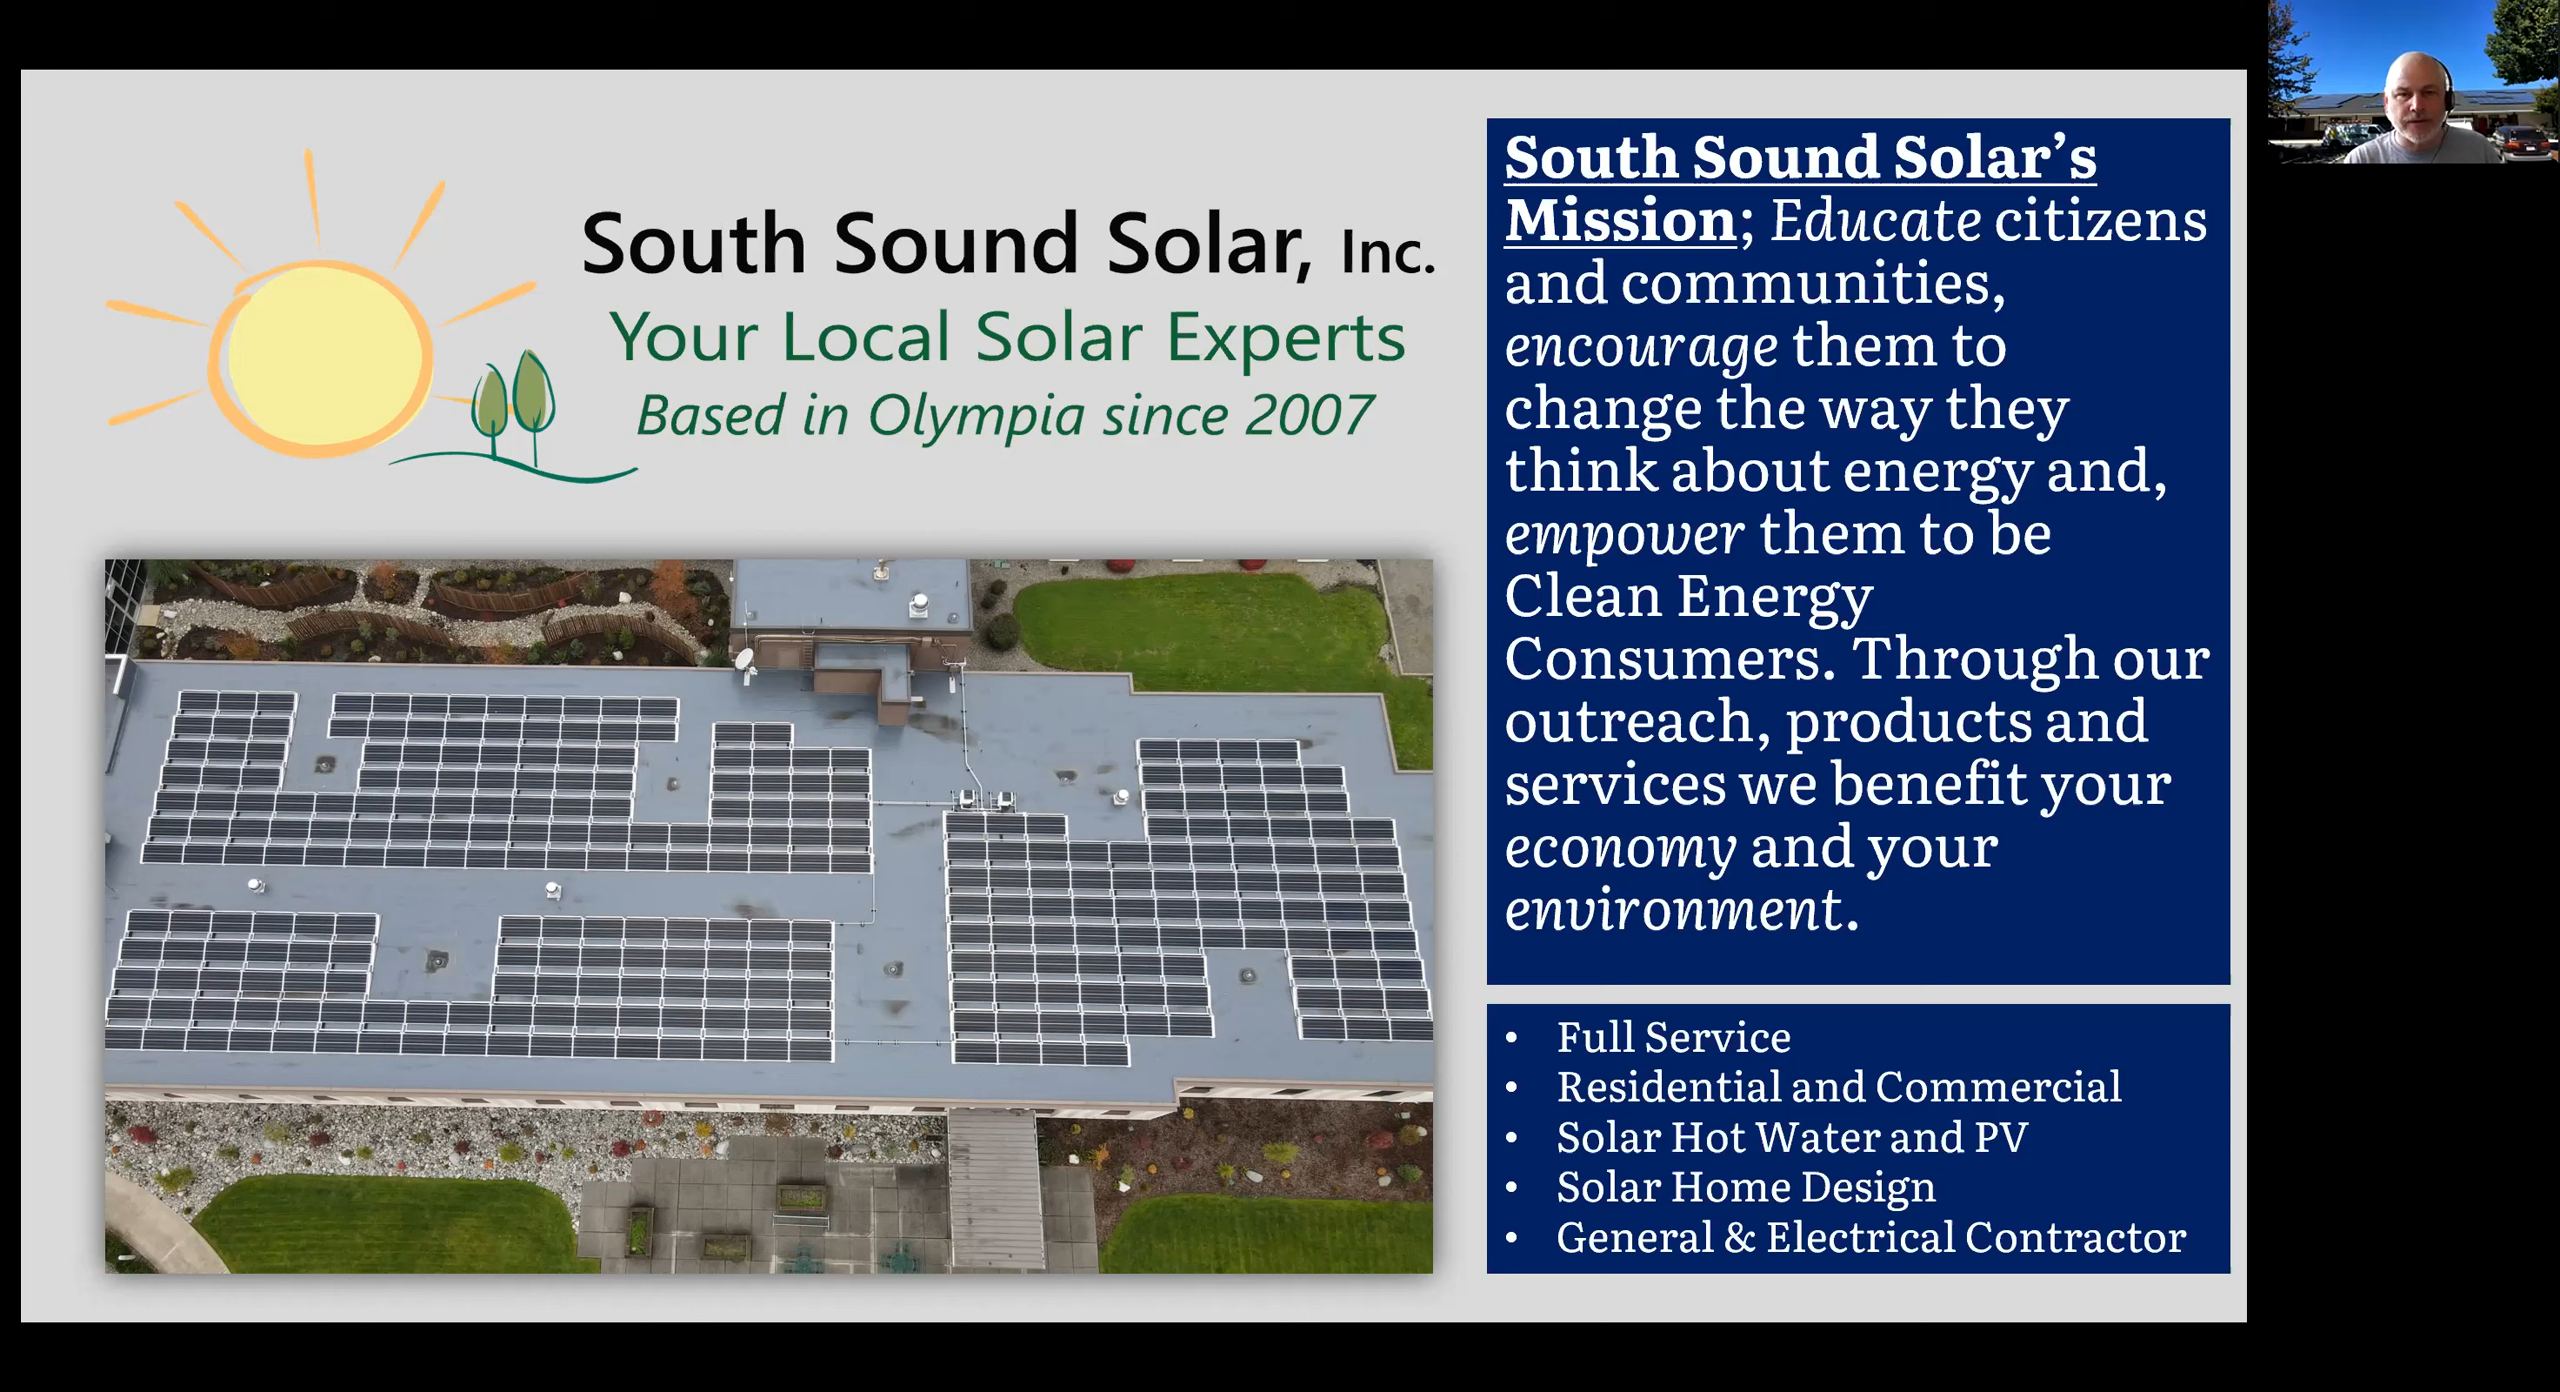 South Sound Solar, Inc.
Your Local Solar Experts
Based in Olympia since 2007
South Sound Solar’s
Mission; Educate citizens
and communities,
encourage them to
change the way they
think about energy and,
empower them to be
Clean Energy
Consumers. Through our
outreach, products and
services we benefit your
economy and your
environment.
• Full Service
• Residential and Commercial
• Solar Hot Water and PV
• Solar Home Design
• General & Electrical Contractor